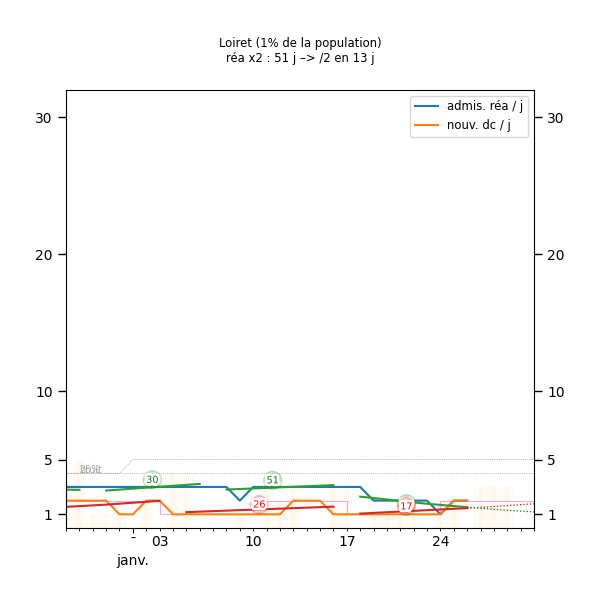 Loiret (1% de la population)
réa x2 : 51 j –> /2 en 13 j
admis. réa / j
nouv. dc / j
30 30
20 20
10 10
5 5
1 1
30 51
26 17
- 03 10 17 24
janv.